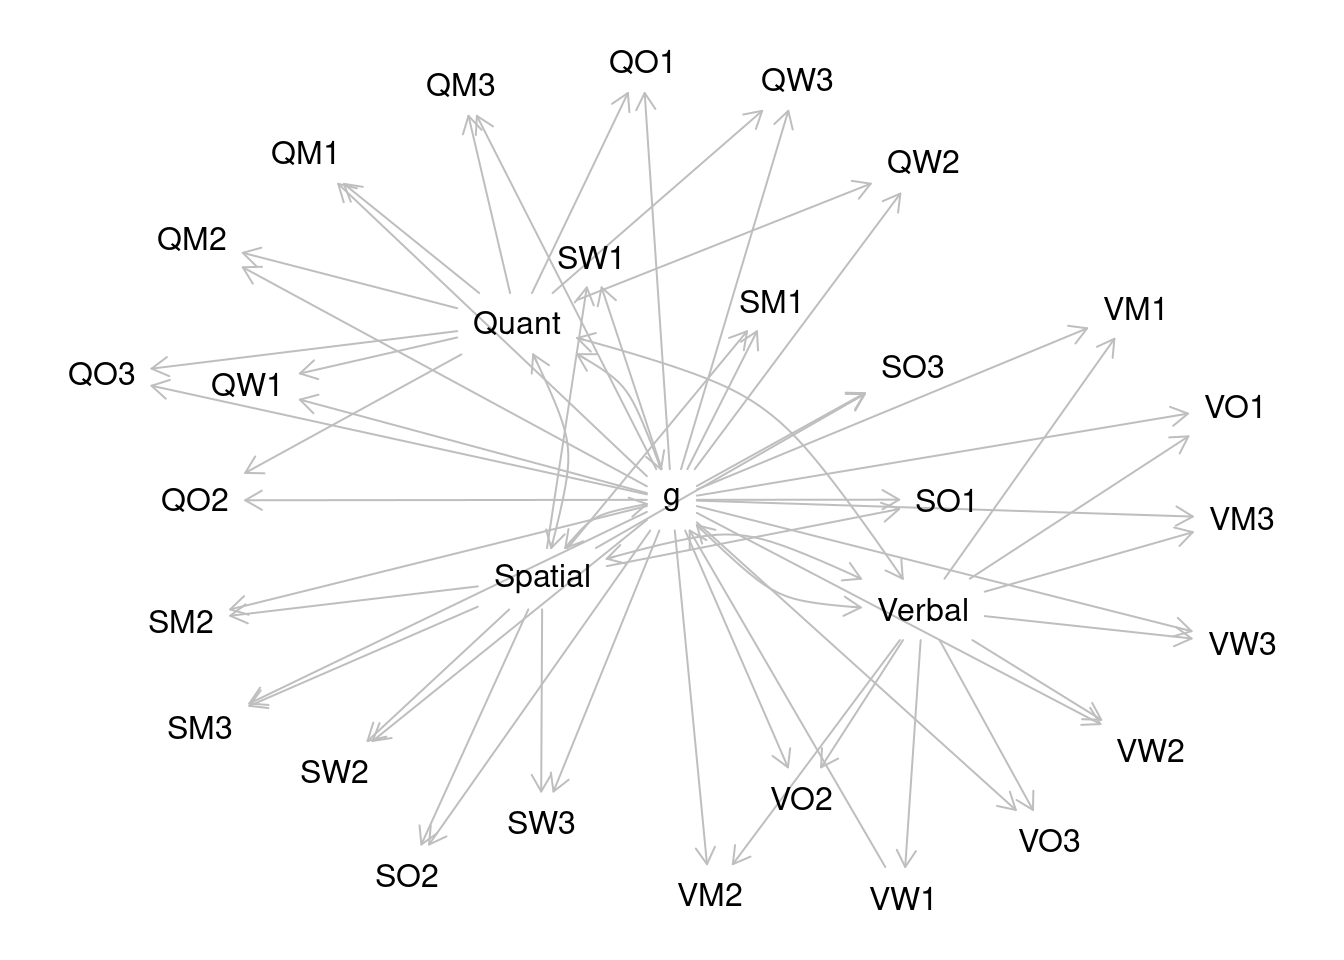 QO1
QW3
QM3
QM1
QW2
QM2
SW1
SM1
VM1
Quant
SO3
QO3
QW1
VO1
g
QO2
SO1
VM3
Spatial
Verbal
SM2
VW3
SM3
VW2
SW2
VO2
SW3
VO3
SO2
VM2
VW1